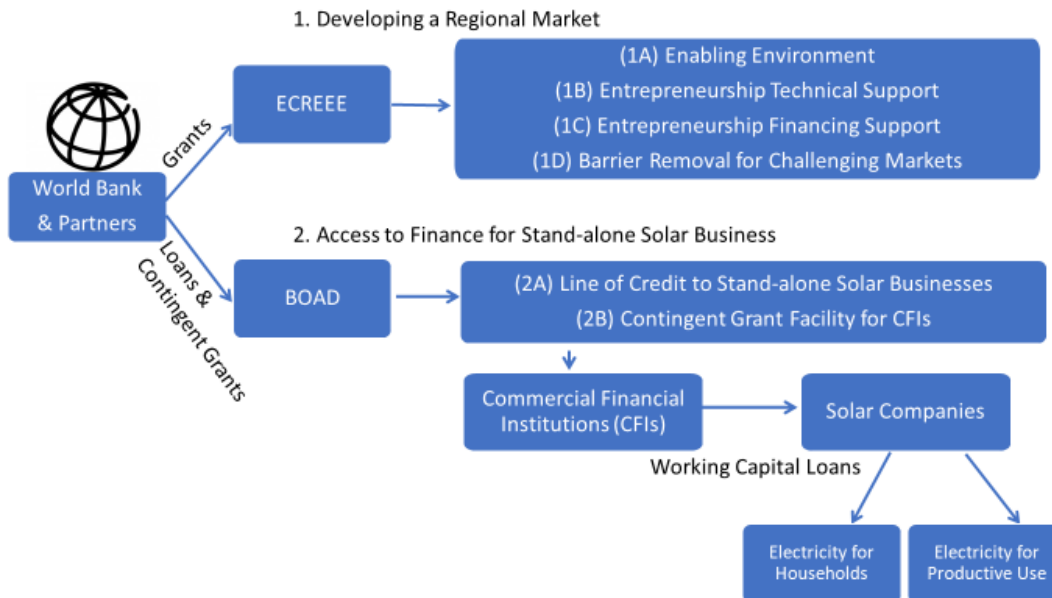 1. Developing a Regional Market
(1A) Enabling Environment
(1B) Entrepreneurship Technical Support
(1C) Entrepreneurship Financing Support
(1D) Barrier Removal for Challenging Markets
ECREEE
Grants
World Bank
& Partners
Loans &
Contingent Grants
2. Access to Finance for Stand-alone Solar Business
BOAD
(2A) Line of Credit to Stand-alone Solar Businesses
(2B) Contingent Grant Facility for CFIs
Commercial Financial
Institutions (CFIs)
Solar Companies
Working Capital Loans
Electricity for
Households
Electricity for
Productive Use